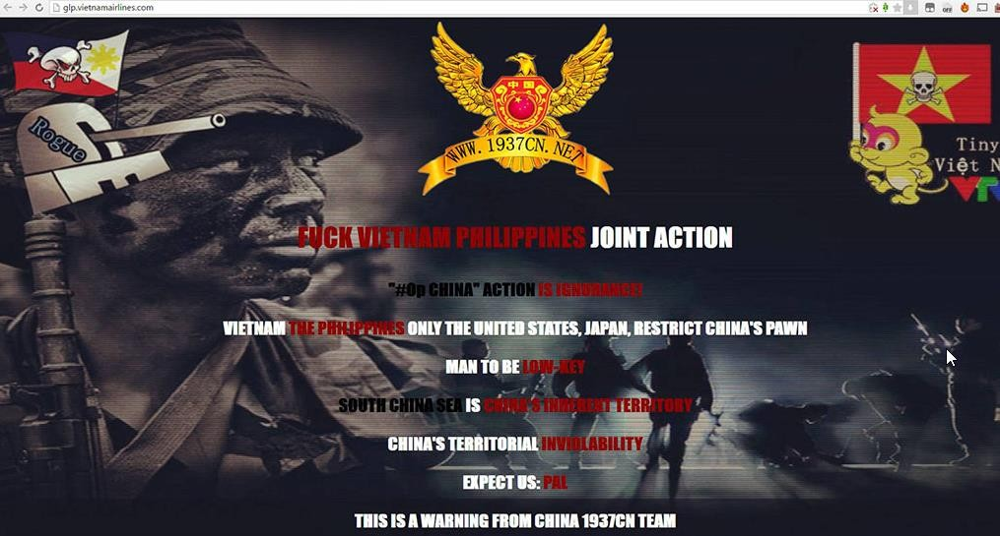 glp.vietnamairlines.com
OFF
Rogue
中国
WWW.1937CN.NET
Tiny
Việt N
VTV
FUCK VIETNAM PHILIPPINES JOINT ACTION
"#Op CHINA" ACTION IS IGNORANCE!
VIETNAM THE PHILIPPINES ONLY THE UNITED STATES, JAPAN, RESTRICT CHINA'S PAWN
MAN TO BE LOW-KEY
SOUTH CHINA SEA IS CHINA'S INHERENT TERRITORY
CHINA'S TERRITORIAL INVIOLABILITY
EXPECT US: PAL
THIS IS A WARNING FROM CHINA 1937CN TEAM